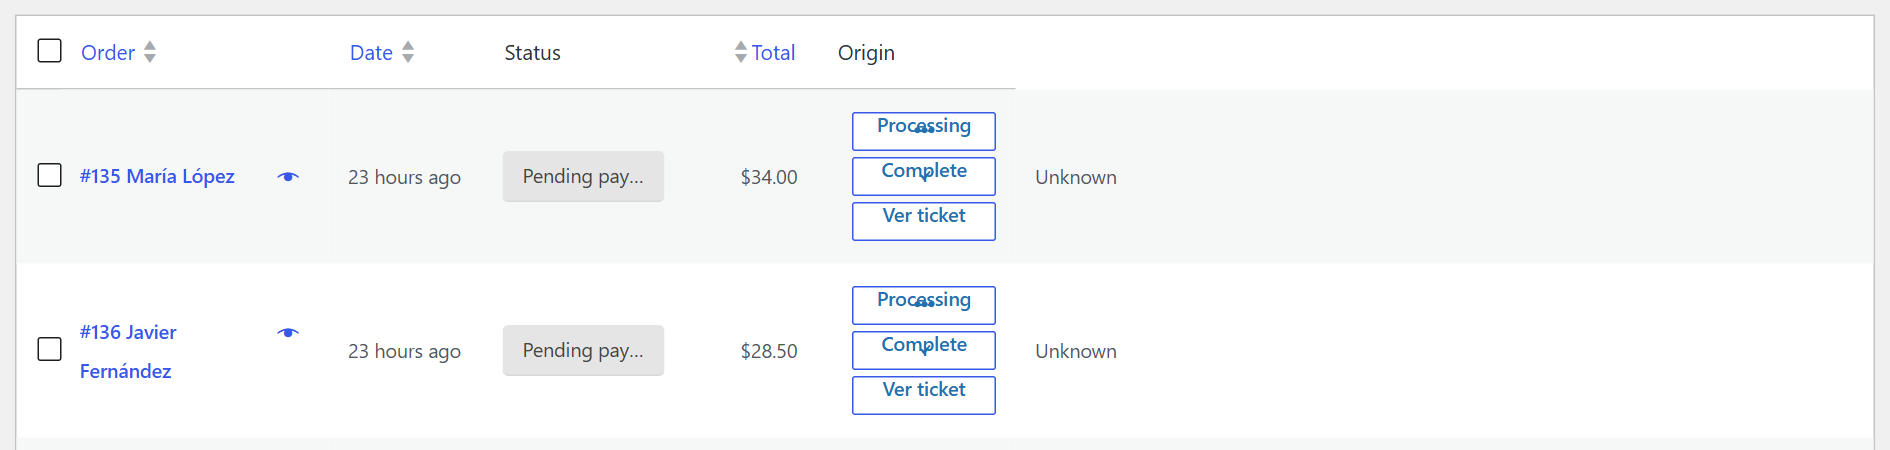 Order Date Status Total Origin
Processing
#135 María López 23 hours ago Pending pay... $34.00 Complete Unknown
Ver ticket
Processing
#136 Javier
Fernández 23 hours ago Pending pay... $28.50 Complete Unknown
Ver ticket